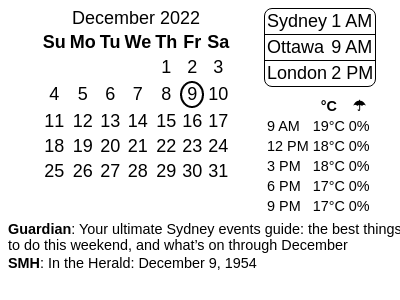 December 2022
Su Mo Tu We Th Fr Sa
1 2 3
4 5 6 7 8 9 10
11 12 13 14 15 16 17
18 19 20 21 22 23 24
25 26 27 28 29 30 31
Sydney 1 AM
Ottawa 9 AM
London 2 PM
°C ☂
9 AM 19°C 0%
12 PM 18°C 0%
3 PM 18°C 0%
6 PM 17°C 0%
9 PM 17°C 0%
Guardian: Your ultimate Sydney events guide: the best things
to do this weekend, and what's on through December
SMH: In the Herald: December 9, 1954